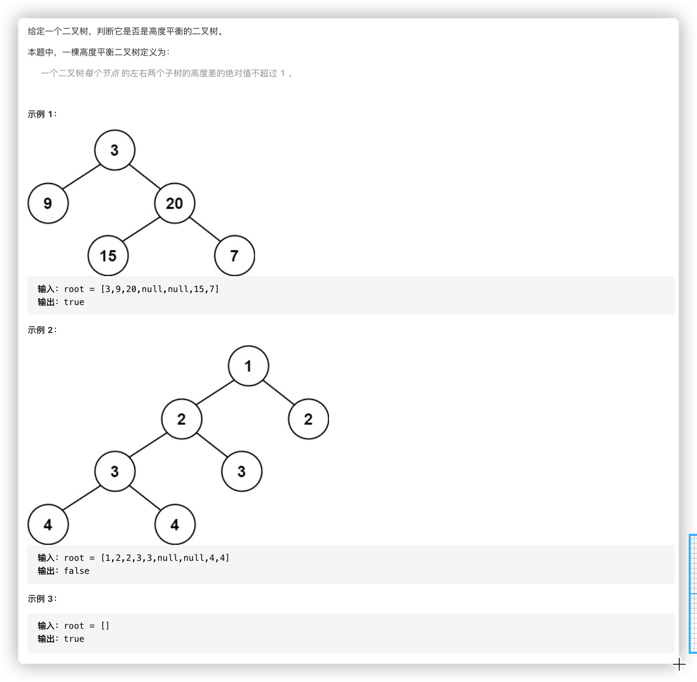 给定一个二叉树，判断它是否是高度平衡的二叉树。
本题中，一棵高度平衡二叉树定义为：
一个二叉树每个节点 的左右两个子树的高度差的绝对值不超过 1 。
示例 1：
3
9
20
15
7
输入：root = [3,9,20,null,null,15,7]
输出：true
示例 2：
1
2
2
3
3
4
4
输入：root = [1,2,2,3,3,null,null,4,4]
输出：false
示例 3：
输入：root = []
输出：true